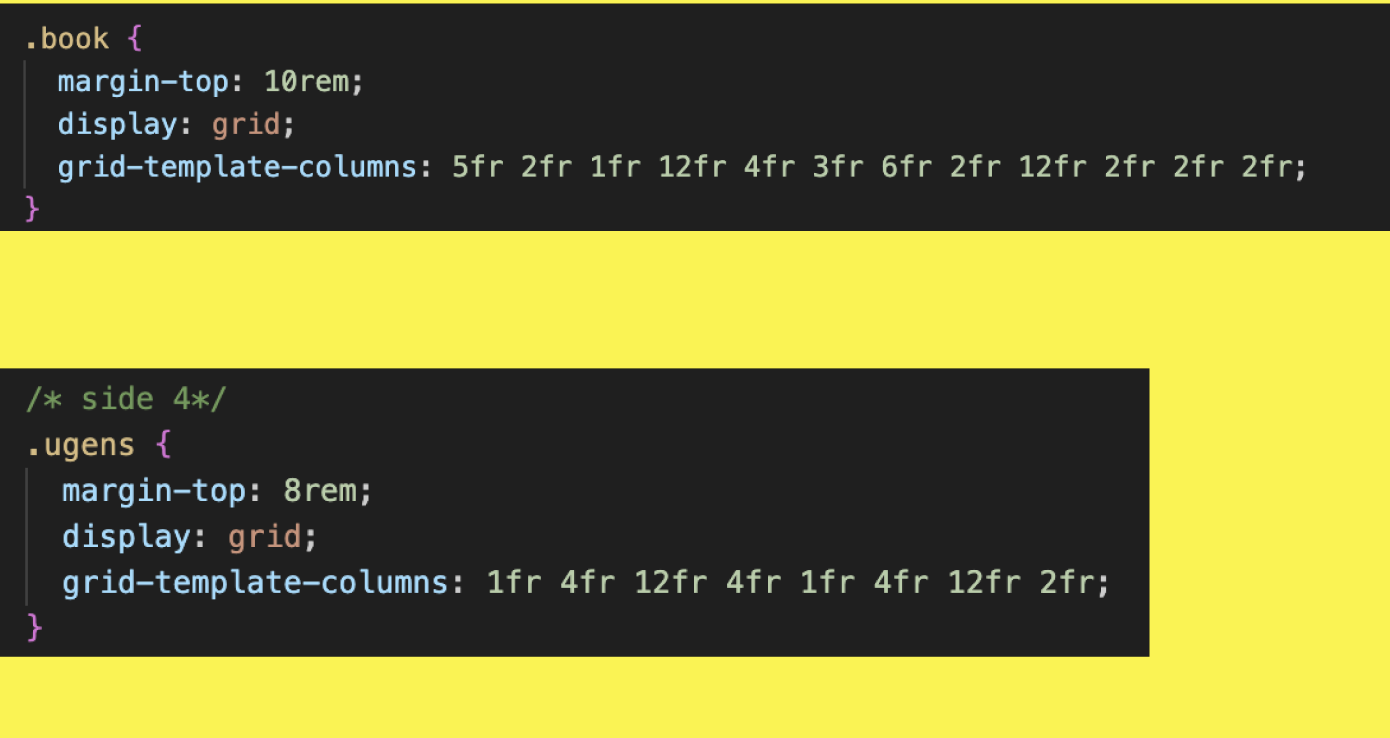 .book {
margin-top: 10rem;
display: grid;
grid-template-columns: 5fr 2fr 1fr 12fr 4fr 3fr 6fr 2fr 12fr 2fr 2fr 2fr;
}
/* side 4*/
.ugens {
margin-top: 8rem;
display: grid;
grid-template-columns: 1fr 4fr 12fr 4fr 1fr 4fr 12fr 2fr;
}